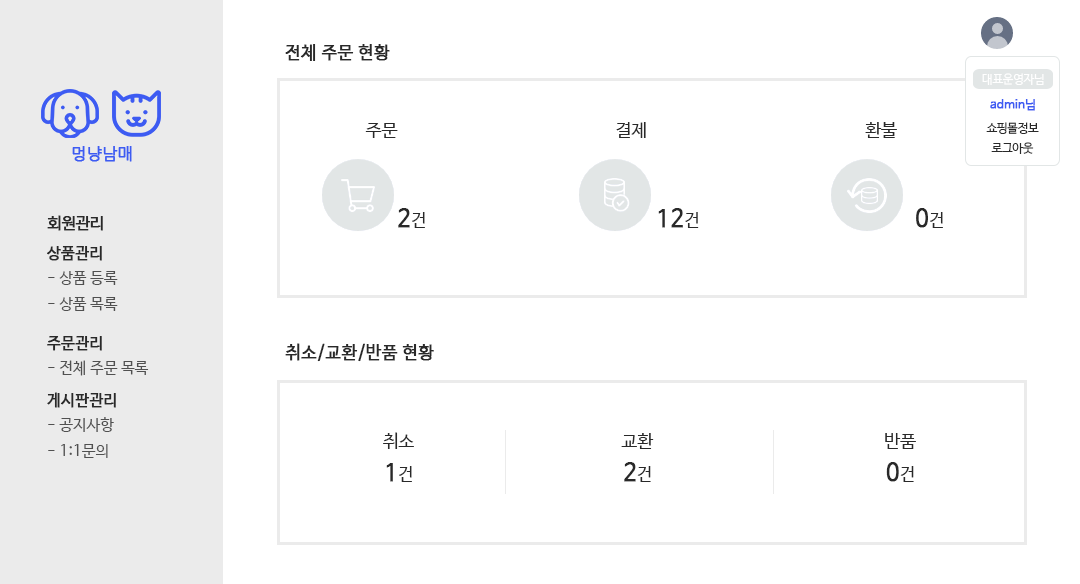 멍냥남매
회원관리
상품관리
- 상품 등록
- 상품 목록
주문관리
- 전체 주문 목록
게시판관리
- 공지사항
- 1:1문의
대표운영자님
admin님
쇼핑몰정보
로그아웃
전체 주문 현황
주문
2건
결제
12건
환불
0건
취소/교환/반품 현황
취소
1건
교환
2건
반품
0건